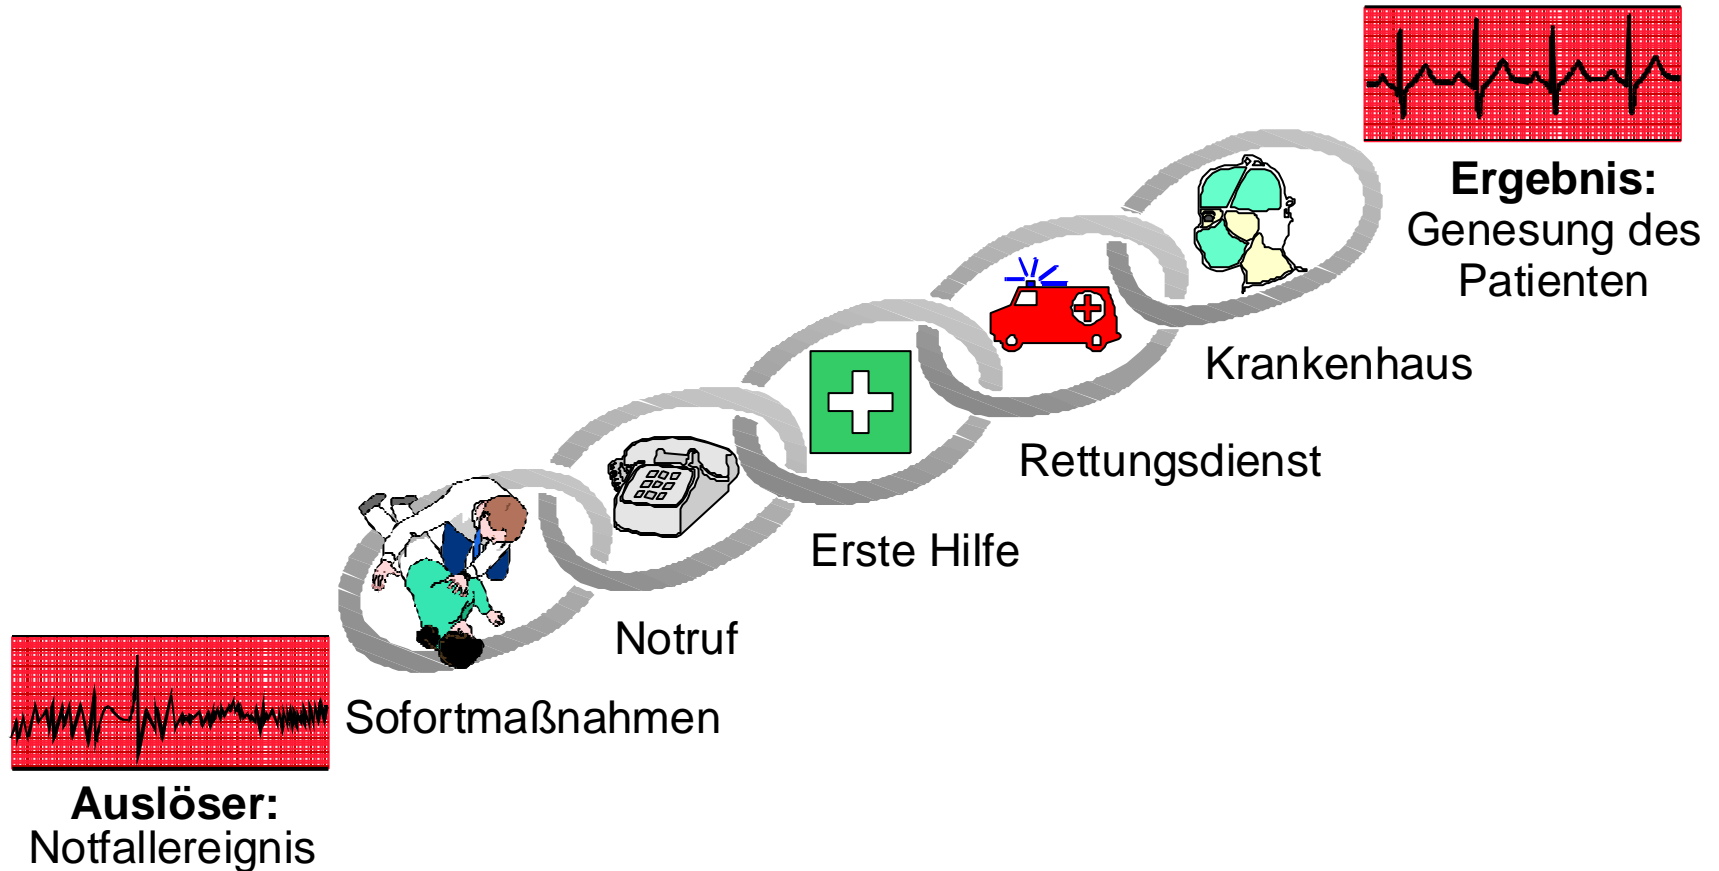 Ergebnis:
Genesung des
Patienten
Krankenhaus
Rettungsdienst
Erste Hilfe
Notruf
Sofortmaßnahmen
Auslöser:
Notfallereignis